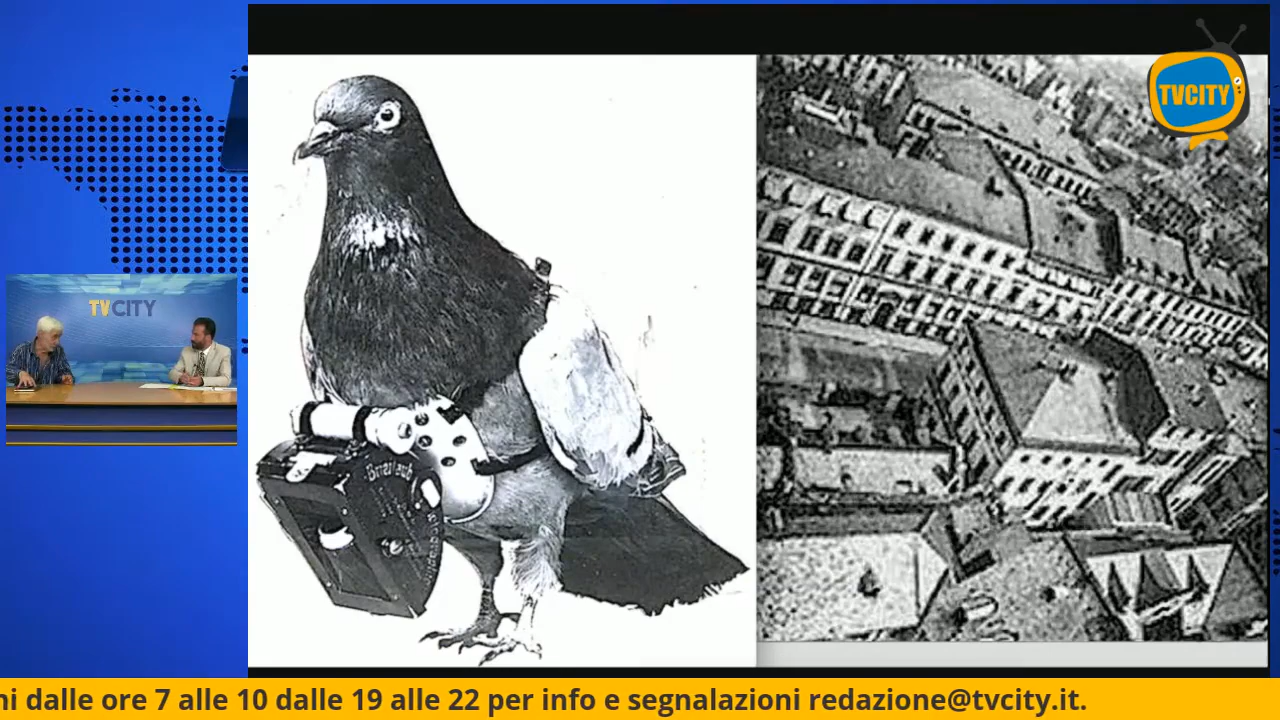 TVCITY
TVCITY
ni dalle ore 7 alle 10 dalle 19 alle 22 per info e segnalazioni redazione@tvcity.it.